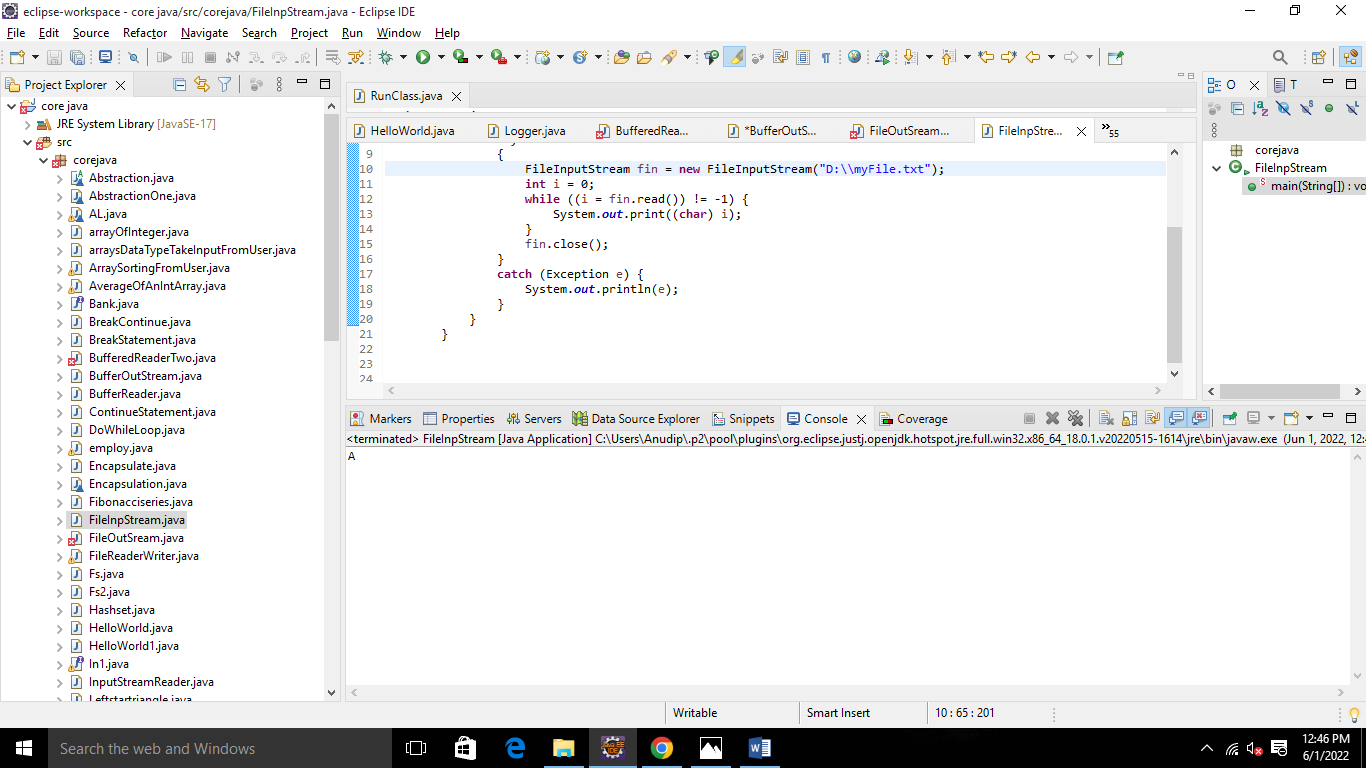 eclipse-workspace - core java/src/corejava/FileInpStream.java - Eclipse IDE
File Edit Source Refactor Navigate Search Project Run Window Help
Project Explorer
core java
JRE System Library [JavaSE-17]
src
corejava
Abstraction.java
AbstractionOne.java
AL.java
arrayOfInteger.java
arraysDataTypeTakeInputFromUser.java
ArraySortingFromUser.java
AverageOfAnIntArray.java
Bank.java
BreakContinue.java
BreakStatement.java
BufferedReaderTwo.java
BufferOutStream.java
BufferReader.java
ContinueStatement.java
DoWhileLoop.java
employ.java
Encapsulate.java
Encapsulation.java
Fibonacciseries.java
FileInpStream.java
FileOutSream.java
FileReaderWriter.java
Fs.java
Fs2.java
Hashset.java
HelloWorld.java
HelloWorld1.java
In1.java
InputStreamReader.java
Leftstartriangle.java
RunClass.java
HelloWorld.java Logger.java BufferedRea... *BufferOutS... FileOutSream... FileInpStre... »55
9 {
10 FileInputStream fin = new FileInputStream("D:\\myFile.txt");
11 int i = 0;
12 while ((i = fin.read()) != -1) {
13 System.out.print((char) i);
14 }
15 fin.close();
16 }
17 catch (Exception e) {
18 System.out.println(e);
19 }
20 }
21 }
22
23
24
O T
corejava
FileInpStream
main(String[]) : vo
Markers Properties Servers Data Source Explorer Snippets Console Coverage
<terminated> FileInpStream [Java Application] C:\Users\Anudip\.p2\pool\plugins\org.eclipse.justj.openjdk.hotspot.jre.full.win32.x86_64_18.0.1.v20220515-1614\jre\bin\javaw.exe (Jun 1, 2022, 12:4
A
Writable Smart Insert 10 : 65 : 201
Search the web and Windows
12:46 PM
6/1/2022